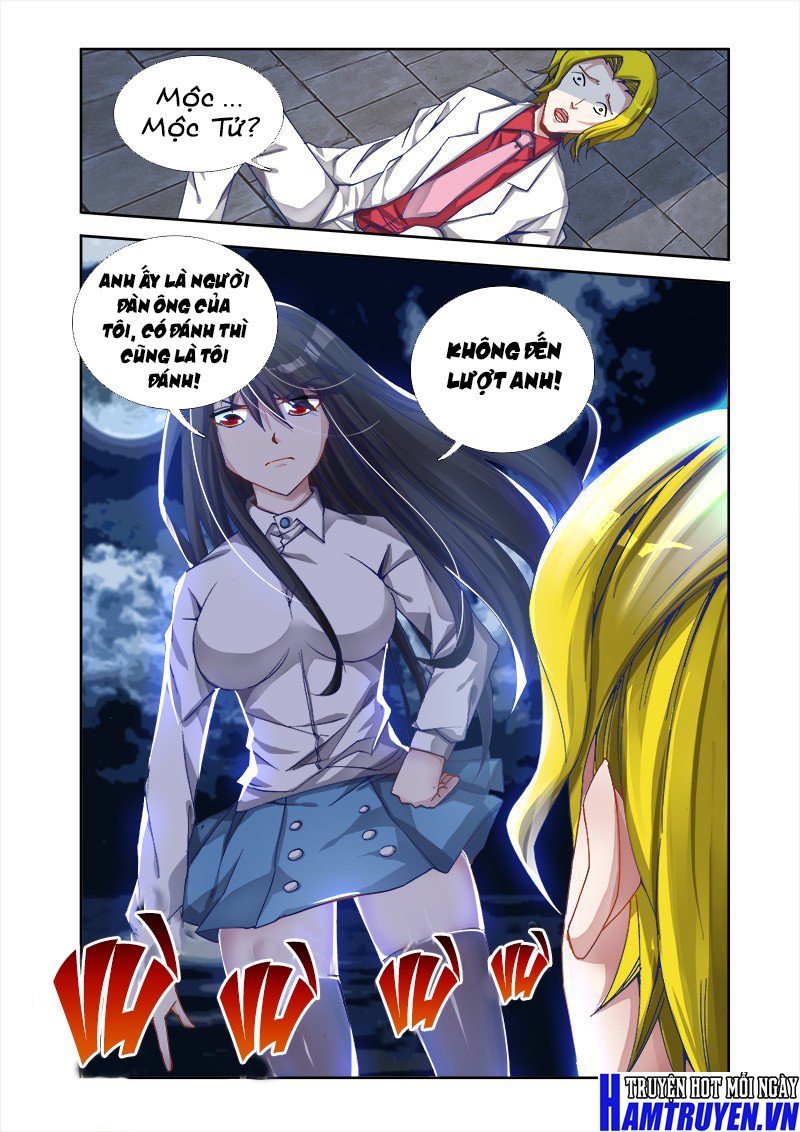 Mộc ...
Mộc Tử?
ANH ẤY LÀ NGƯỜI
ĐÀN ÔNG CỦA
TÔI, CÓ ĐÁNH THÌ
CŨNG LÀ TÔI
ĐÁNH!
KHÔNG ĐẾN
LƯỢT ANH!
VÙ VÙ VÙ VÙ
TRUYỆN HOT MỖI NGÀY
HAMTRUYEN.VN